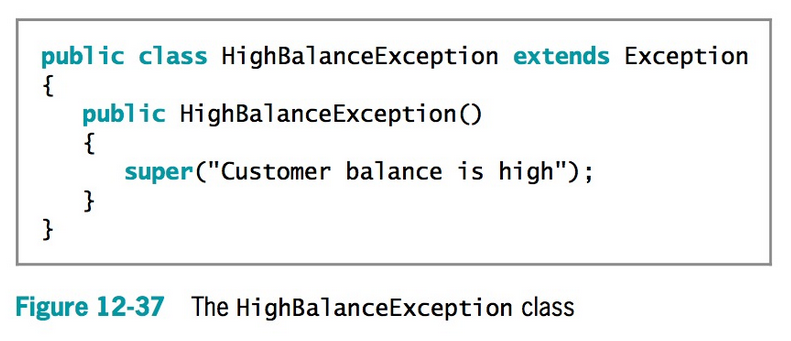 public class HighBalanceException extends Exception
{
   public HighBalanceException()
   {
      super("Customer balance is high");
   }
}
Figure 12-37 The HighBalanceException class